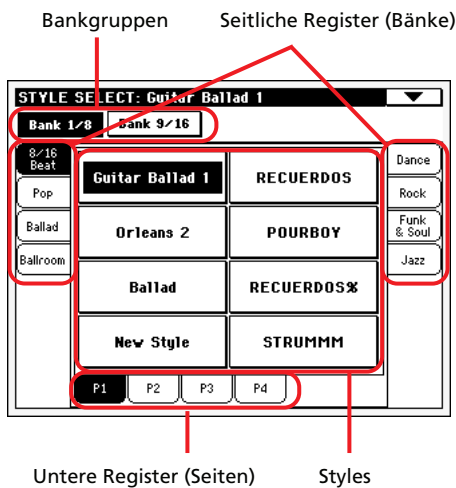 Bankgruppen
Seitliche Register (Bänke)
STYLE SELECT: Guitar Ballad 1
Bank 1/8
Bank 9/16
8/16
Beat
Pop
Ballad
Ballroom
Guitar Ballad 1
RECUERDOS
Orleans 2
POURBOY
Ballad
RECUERDOS%
New Style
STRUMMM
Dance
Rock
Funk
& Soul
Jazz
P1
P2
P3
P4
Untere Register (Seiten)
Styles